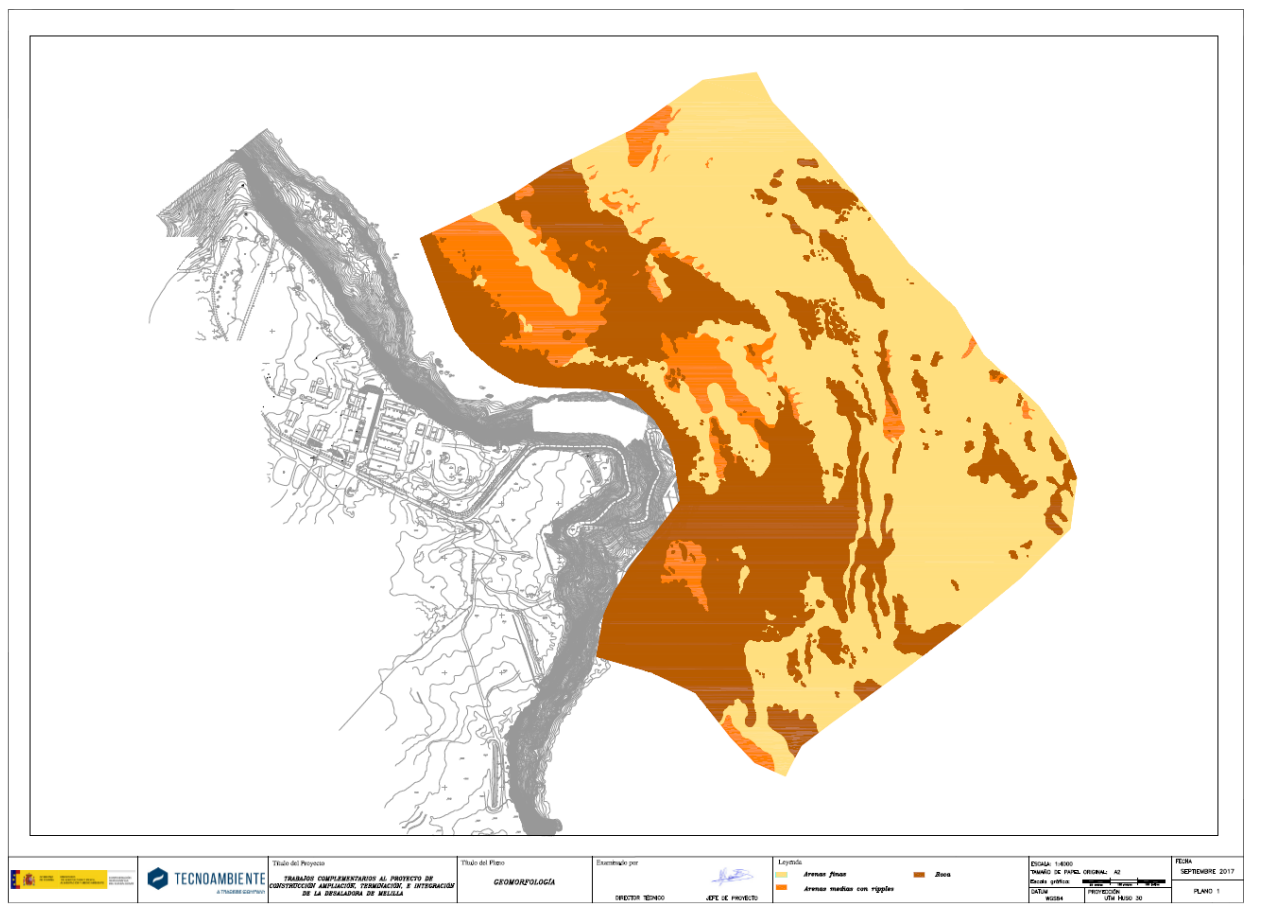 TECNOAMBIENTE
A TRADEBE COMPANY
Título del Proyecto
TRABAJOS COMPLEMENTARIOS AL PROYECTO DE
CONSTRUCCIÓN AMPLIACIÓN, TERMINACIÓN, E INTEGRACIÓN
DE LA DESALADORA DE MELILLA
Título del Plano
GEOMORFOLOGÍA
Examinado por
DIRECTOR TÉCNICO
JEFE DE PROYECTO
Leyenda
Arenas finas
Roca
Arenas medias con ripples
ESCALA: 1:4000
TAMAÑO DE PAPEL ORIGINAL: A2
Escala gráfica:
DATUM
WGS84
PROYECCIÓN
UTM HUSO 30
FECHA
SEPTIEMBRE 2017
PLANO 1